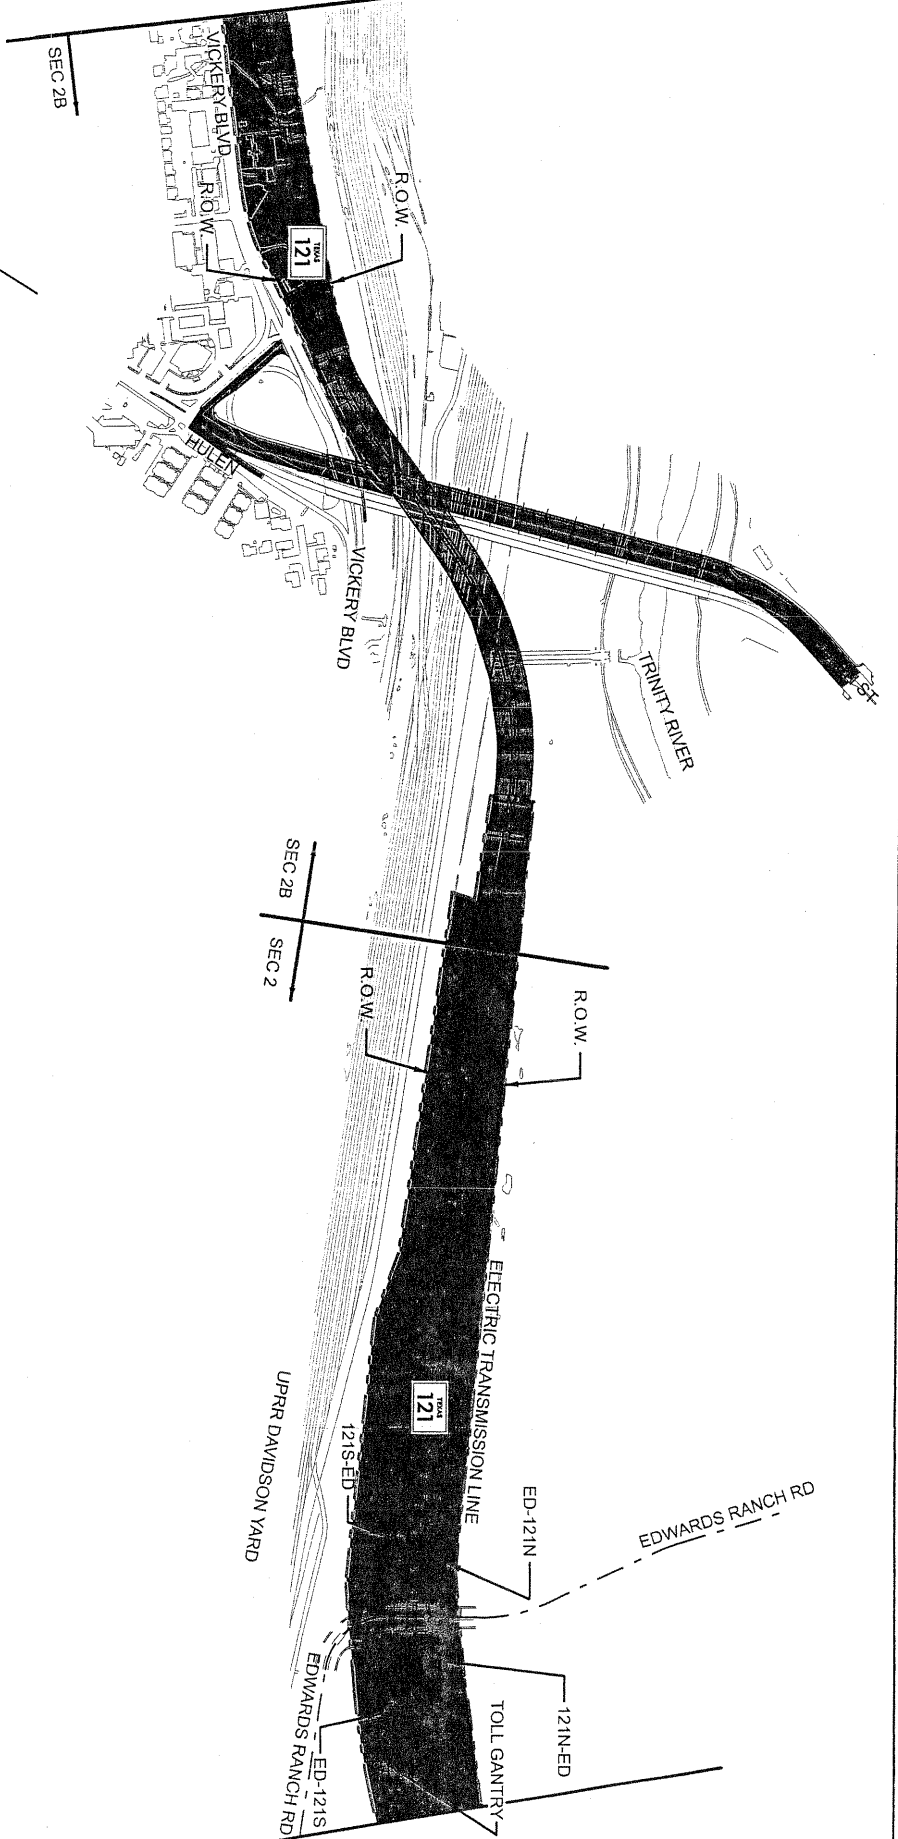 SEC 2B
VICKERY BLVD
R.O.W.
R.O.W.
TEXAS
121
HULEN
ST
VICKERY BLVD
TRINITY RIVER
SEC 2B
SEC 2
R.O.W.
R.O.W.
ELECTRIC TRANSMISSION LINE
TEXAS
121
UPRR DAVIDSON YARD
121S-ED
ED-121N
EDWARDS RANCH RD
EDWARDS RANCH RD
ED-121S
121N-ED
TOLL GANTRY